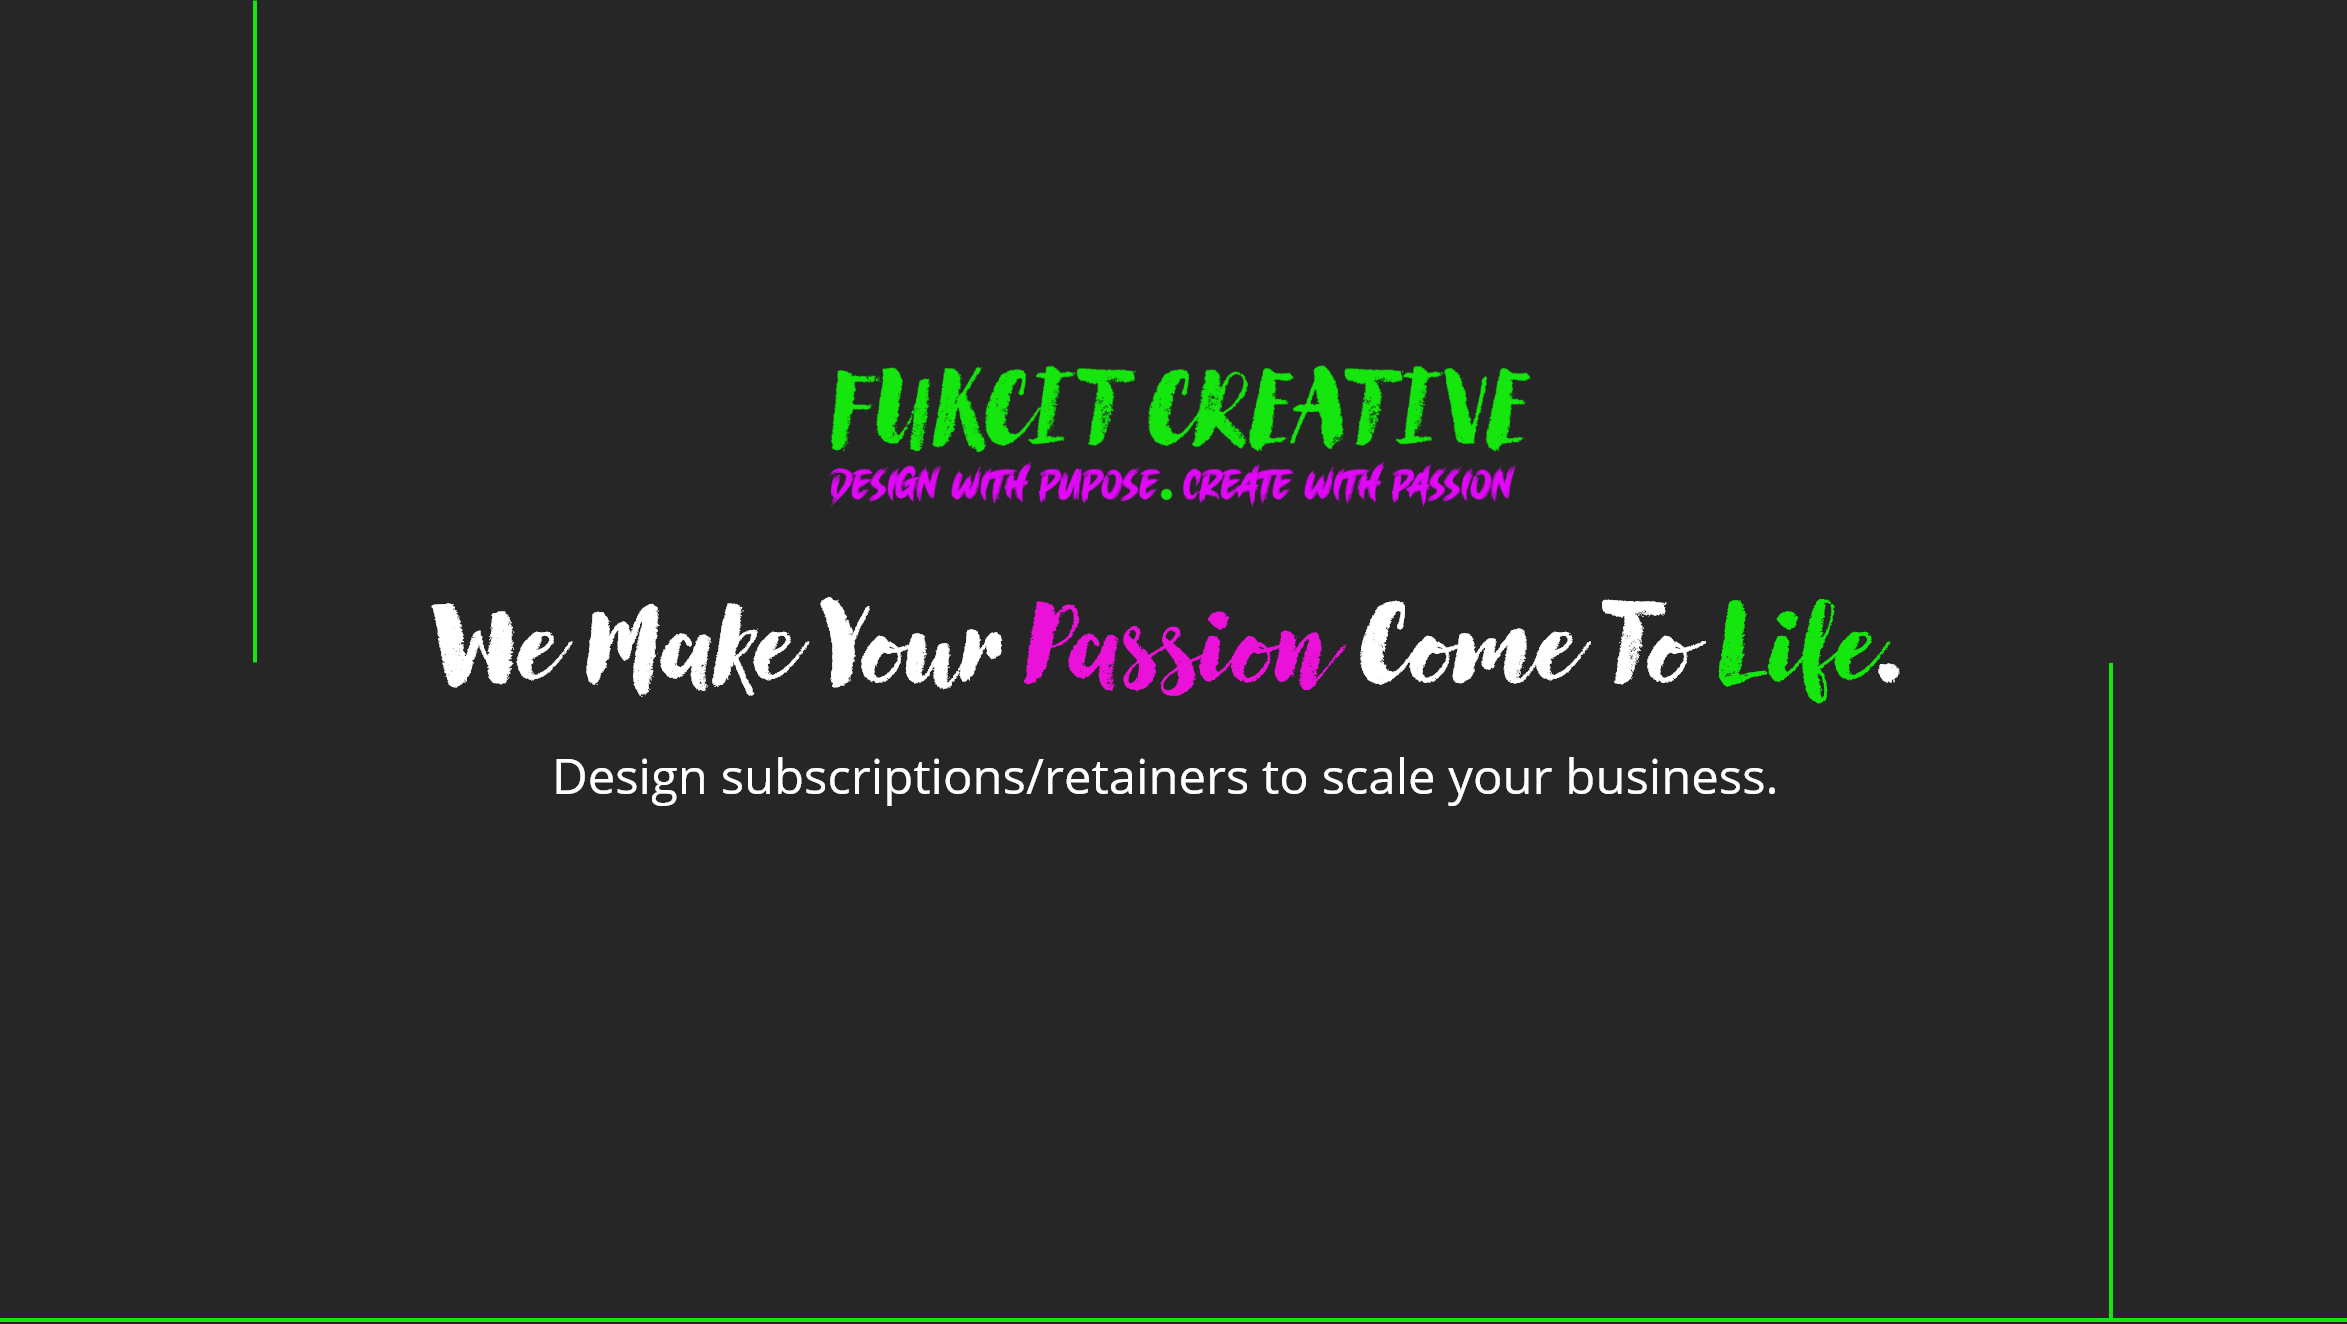 FUKCIT CREATIVE
DESIGN WITH PUPOSE. CREATE WITH PASSION
We Make Your Passion Come To Life.
Design subscriptions/retainers to scale your business.